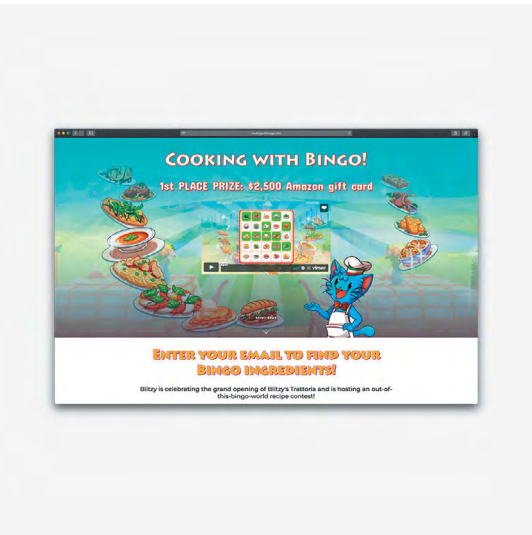 COOKING WITH BINGO!
1st PLACE PRIZE: $2,500 Amazon gift card
vimeo
ENTER YOUR EMAIL TO FIND YOUR
BINGO INGREDIENTS!
Blitzy is celebrating the grand opening of Blitzy's Trattoria and is hosting an out-of-
this-bingo-world recipe contest!